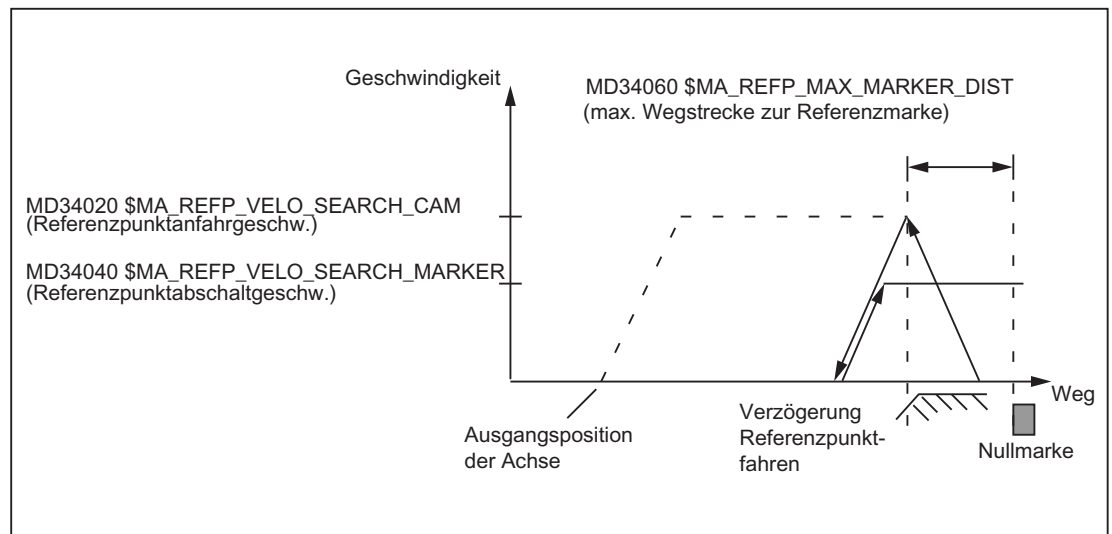 Geschwindigkeit
MD34060 $MA_REFP_MAX_MARKER_DIST
(max. Wegstrecke zur Referenzmarke)
MD34020 $MA_REFP_VELO_SEARCH_CAM
(Referenzpunktanfahrgeschw.)
MD34040 $MA_REFP_VELO_SEARCH_MARKER
(Referenzpunktabschaltgeschw.)
Weg
Ausgangsposition
der Achse
Verzögerung
Referenzpunkt-
fahren
Nullmarke